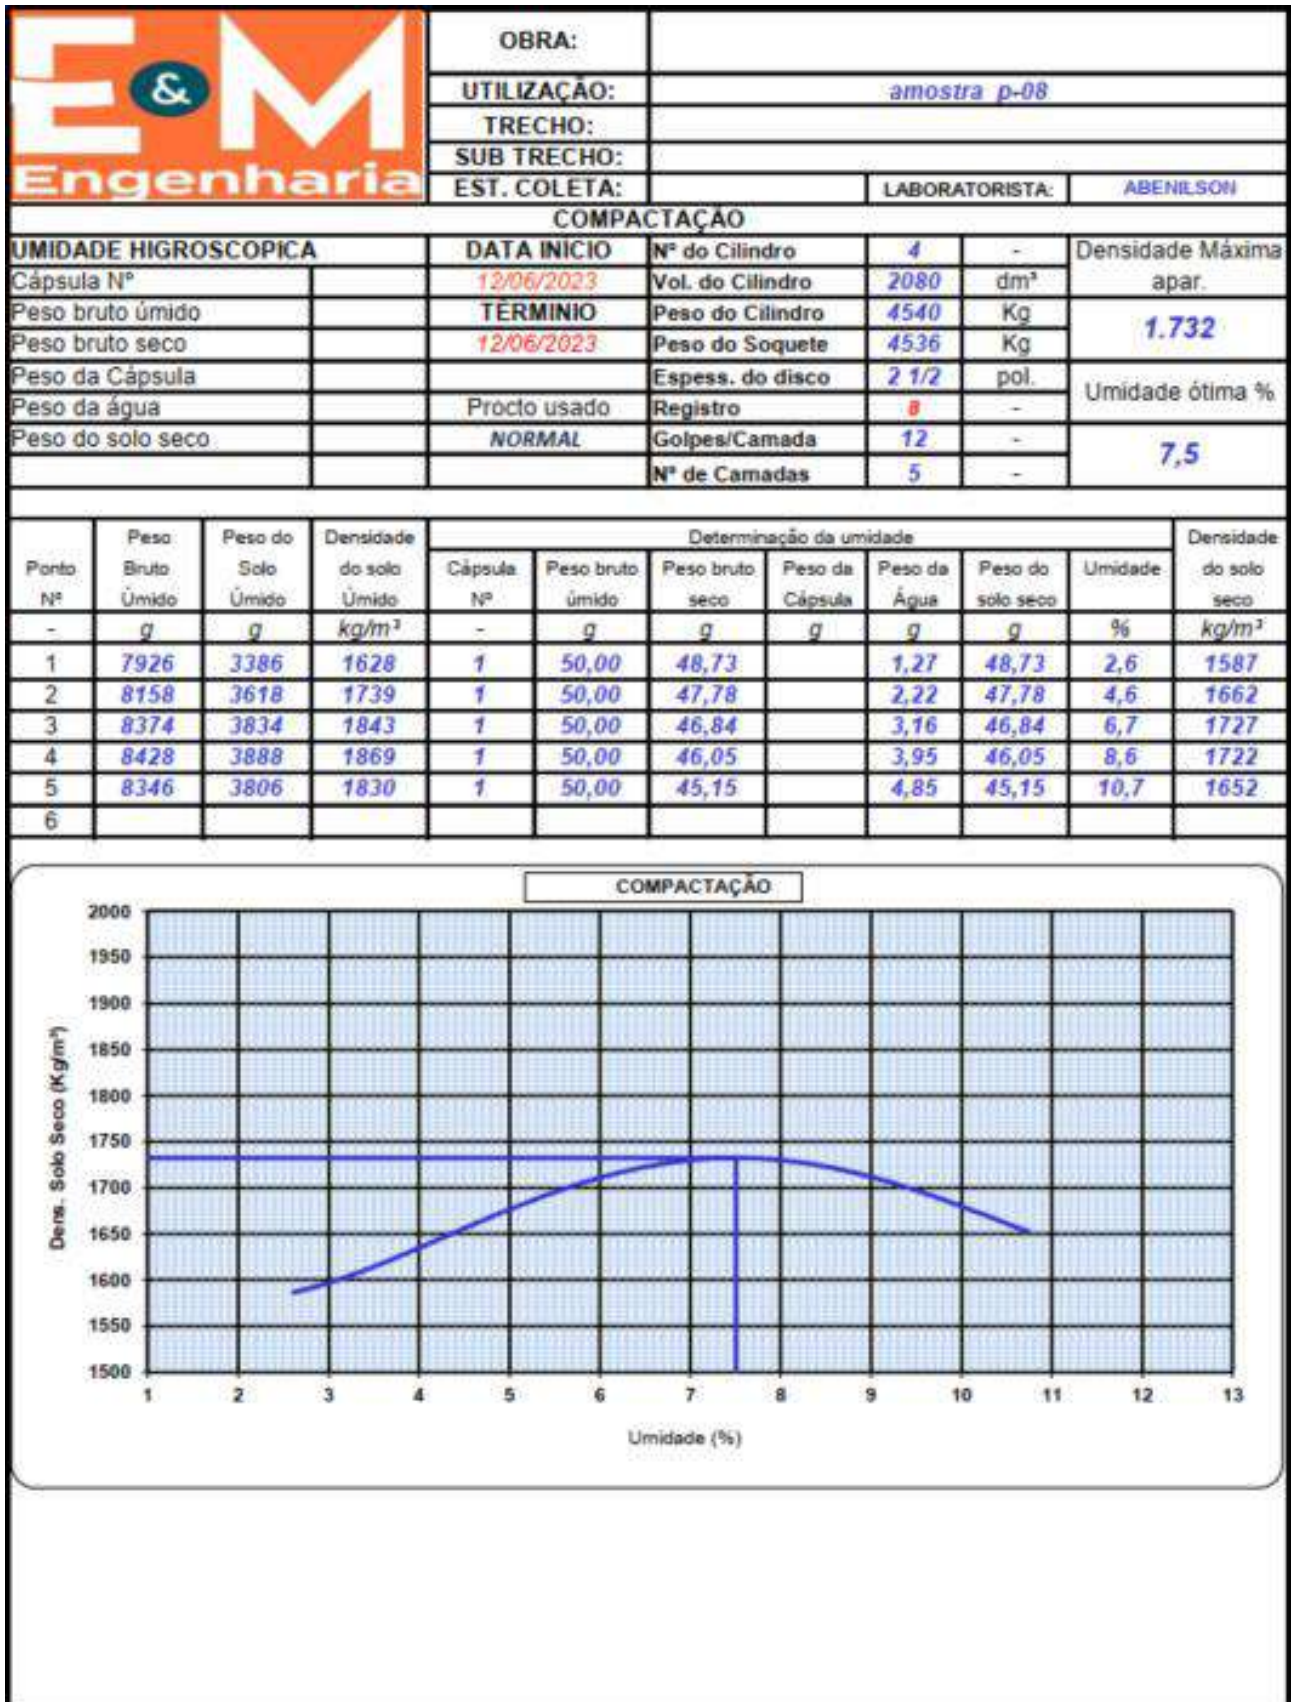 E&M
Engenharia
OBRA:
UTILIZAÇÃO: amostra p-08
TRECHO:
SUB TRECHO:
EST. COLETA: LABORATORISTA: ABENILSON
COMPACTAÇÃO
UMIDADE HIGROSCOPICA DATA INÍCIO Nº do Cilindro 4 - Densidade Máxima apar.
Cápsula Nº 12/06/2023 Vol. do Cilindro 2080 dm³
Peso bruto úmido TÉRMINIO Peso do Cilindro 4540 Kg 1.732
Peso bruto seco 12/06/2023 Peso do Soquete 4536 Kg
Peso da Cápsula Espess. do disco 2 1/2 pol. Umidade ótima %
Peso da água Procto usado Registro 8 -
Peso do solo seco NORMAL Golpes/Camada 12 - 7,5
Nº de Camadas 5 -
Peso Peso do Densidade Determinação da umidade Densidade
Ponto Bruto Solo do solo Cápsula Peso bruto Peso bruto Peso da Peso da Peso do Umidade do solo
Nº Úmido Úmido Úmido Nº úmido seco Cápsula Água solo seco seco
- g g kg/m³ - g g g g g % kg/m³
1 7926 3386 1628 1 50,00 48,73 1,27 48,73 2,6 1587
2 8158 3618 1739 1 50,00 47,78 2,22 47,78 4,6 1662
3 8374 3834 1843 1 50,00 46,84 3,16 46,84 6,7 1727
4 8428 3888 1869 1 50,00 46,05 3,95 46,05 8,6 1722
5 8346 3806 1830 1 50,00 45,15 4,85 45,15 10,7 1652
6
COMPACTAÇÃO
Dens. Solo Seco (Kg/m³)
2000
1950
1900
1850
1800
1750
1700
1650
1600
1550
1500
1 2 3 4 5 6 7 8 9 10 11 12 13
Umidade (%)